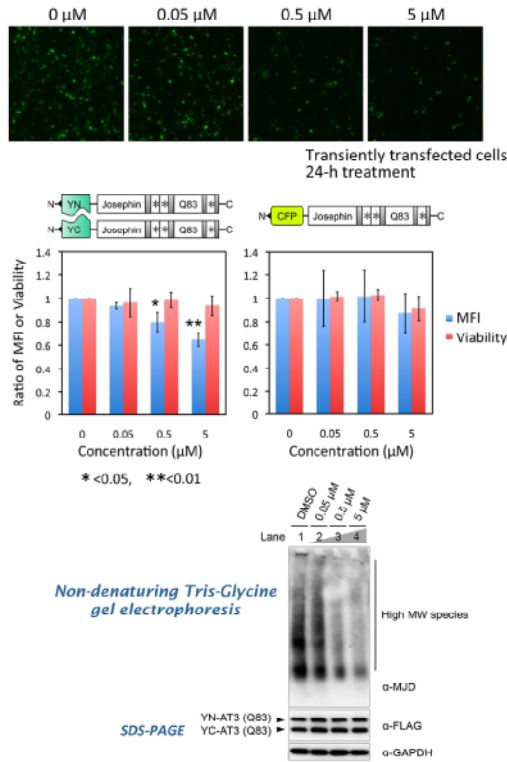 0 μM 0.05 μM 0.5 μM 5 μM
Transiently transfected cells
24-h treatment
N YN Josephin ** Q83 * C
YC Josephin ** Q83 * C
N CFP Josephin ** Q83 * C
Ratio of MFI or Viability
1.4
1.2
1
0.8
0.6
0.4
0.2
0
* **
0 0.05 0.5 5
Concentration (μM)
*<0.05, **<0.01
1.4
1.2
1
0.8
0.6
0.4
0.2
0
0 0.05 0.5 5
Concentration (μM)
MFI
Viability
DMSO 0.05 μM 0.5 μM 5 μM
Lane 1 2 3 4
Non-denaturing Tris-Glycine
gel electrophoresis
High MW species
α-MJD
SDS-PAGE
YN-AT3 (Q83)
YC-AT3 (Q83)
α-FLAG
α-GAPDH